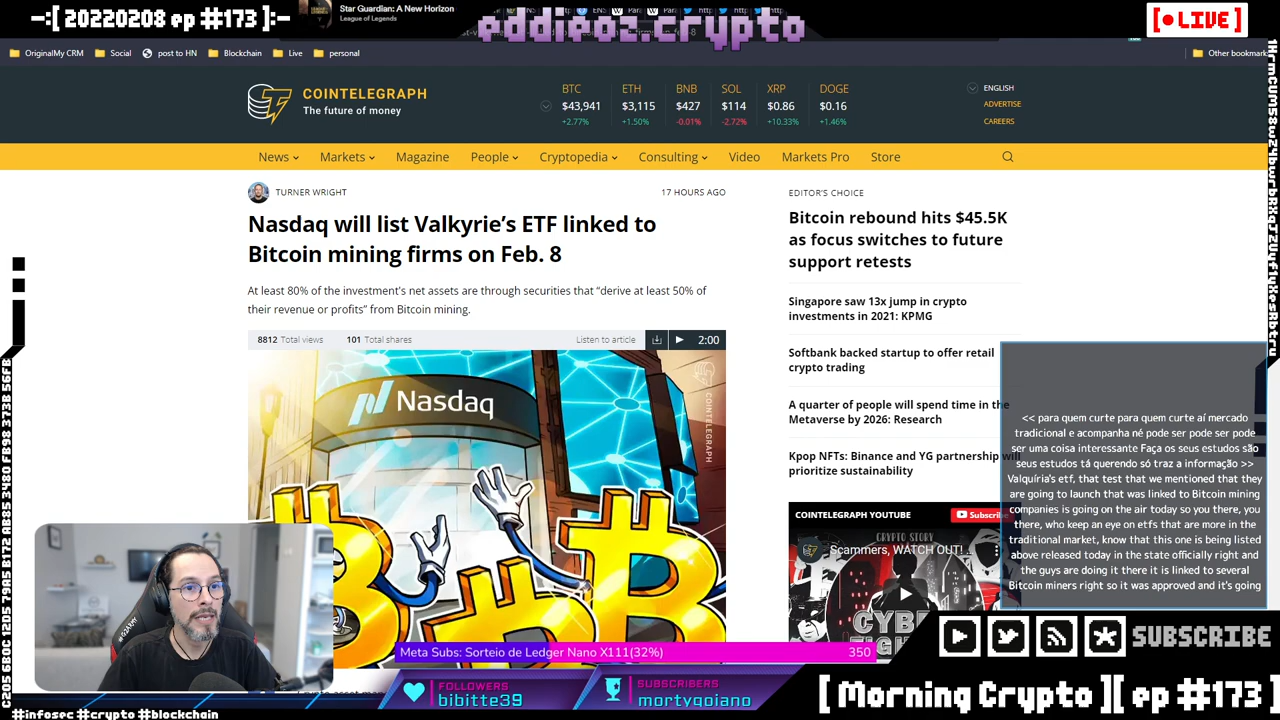 -:[ 20220208 ep #173 ]:-
Star Guardian: A New Horizon
League of Legends
eddieoz.crypto
[● LIVE ]
OriginalMy CRM
Social
post to HN
Blockchain
Live
personal
Other bookmark
COINTELEGRAPH
The future of money
BTC ETH BNB SOL XRP DOGE
$43,941 $3,115 $427 $114 $0.86 $0.16
+2.77% +1.50% -0.01% -2.72% +10.33% +1.46%
ENGLISH
ADVERTISE
CAREERS
News Markets Magazine People Cryptopedia Consulting Video Markets Pro Store
TURNER WRIGHT
17 HOURS AGO
Nasdaq will list Valkyrie's ETF linked to
Bitcoin mining firms on Feb. 8
At least 80% of the investment's net assets are through securities that “derive at least 50% of
their revenue or profits” from Bitcoin mining.
8812 Total views
101 Total shares
Listen to article
2:00
Nasdaq
COINTELEGRAPH
EDITOR'S CHOICE
Bitcoin rebound hits $45.5K
as focus switches to future
support retests
Singapore saw 13x jump in crypto
investments in 2021: KPMG
Softbank backed startup to offer retail
crypto trading
A quarter of people will spend time in the
Metaverse by 2026: Research
Kpop NFTs: Binance and YG partnership will
prioritize sustainability
COINTELEGRAPH YOUTUBE
Subscribe
CRYPTO STORY
Scammers, WATCH OUT! ...
<< para quem curte para quem curte aí mercado
tradicional e acompanha né pode ser pode ser pode
ser uma coisa interessante Faça os seus estudos são
seus estudos tá querendo só traz a informação >>
Valquíria's etf, that test that we mentioned that they
are going to launch that was linked to Bitcoin mining
companies is going on the air today so you there, you
there, who keep an eye on etfs that are more in the
traditional market, know that this one is being listed
above released today in the state officially right and
the guys are doing it there it is linked to several
Bitcoin miners right so it was approved and it's going
Meta Subs: Sorteio de Ledger Nano X111(32%)
350
SUBSCRIBE
FOLLOWERS
bibitte39
SUBSCRIBERS
mortygoiano
[ Morning Crypto ][ ep #173 ]
#infosec #crypto #blockchain